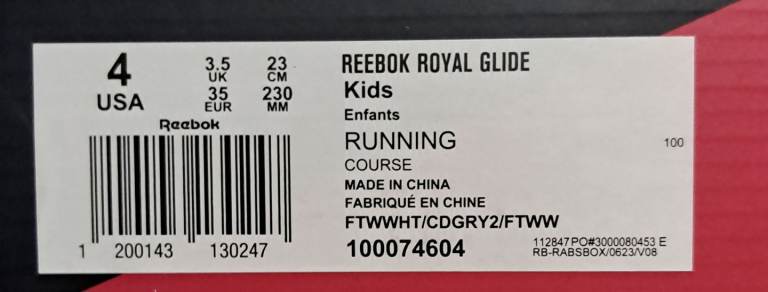 4
USA
3.5
UK
35
EUR
23
CM
230
MM
Reebok
1 200143 130247
REEBOK ROYAL GLIDE
Kids
Enfants
RUNNING
COURSE
MADE IN CHINA
FABRIQUÉ EN CHINE
FTWWHT/CDGRY2/FTWW
100074604
100
112847 PO#3000080453 E
RB-RABSBOX/0623/V08